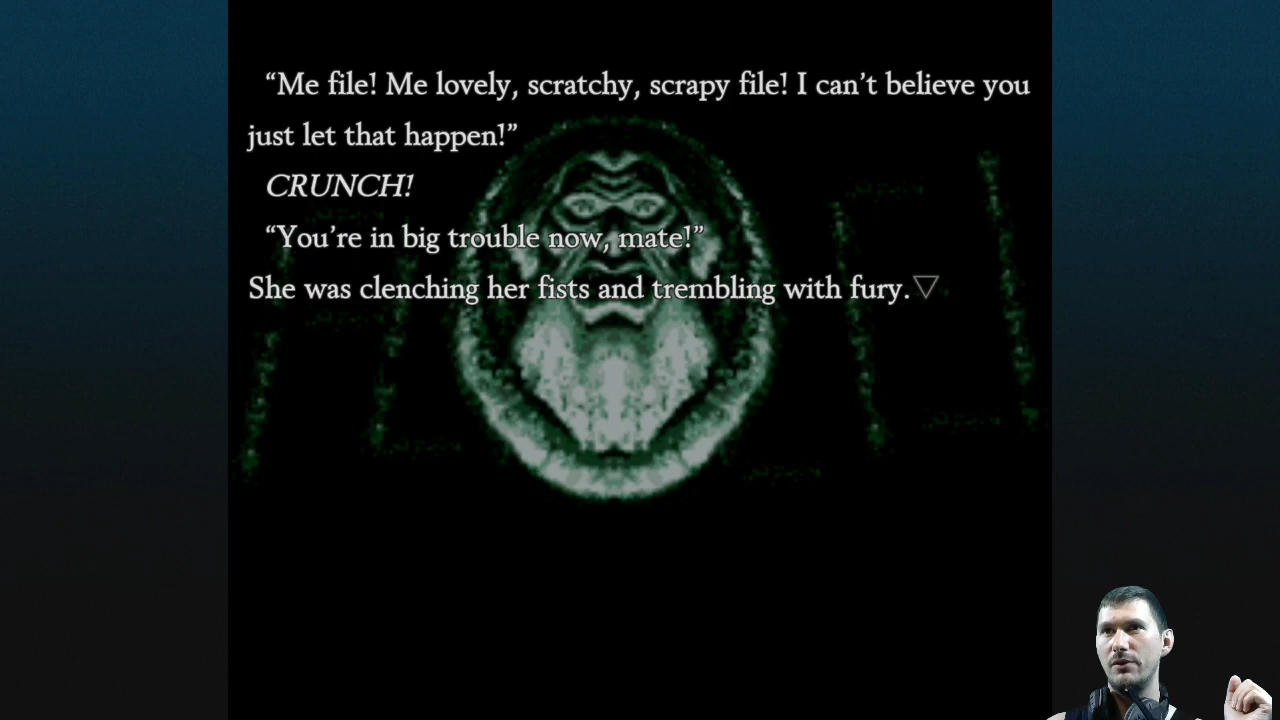 “Me file! Me lovely, scratchy, scrapy file! I can’t believe you
just let that happen!”
CRUNCH!
“You’re in big trouble now, mate!”
She was clenching her fists and trembling with fury.▽